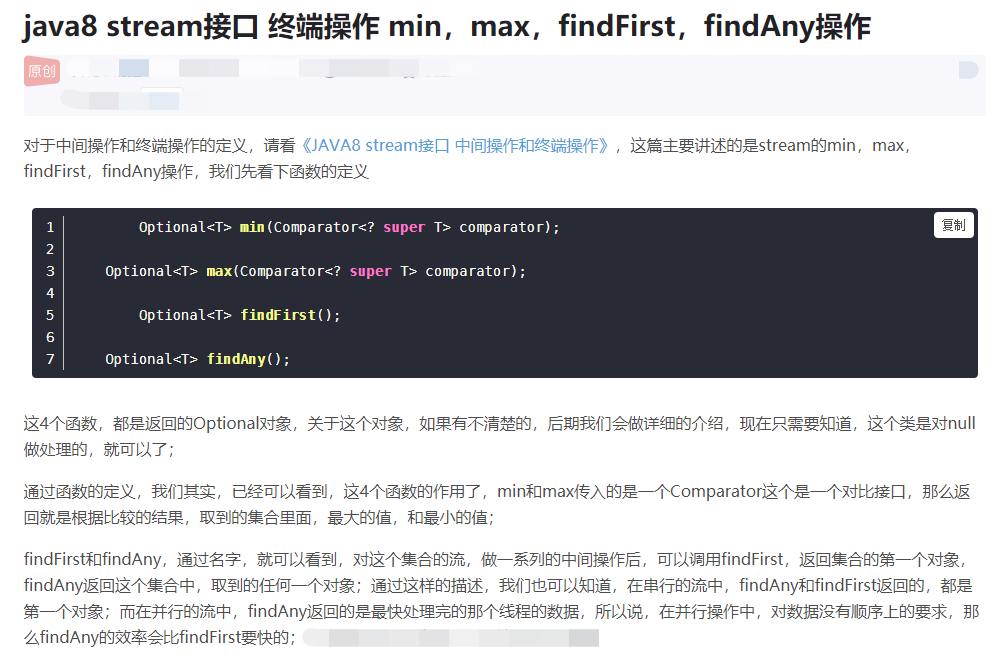 java8 stream接口 终端操作 min，max，findFirst，findAny操作
原创
对于中间操作和终端操作的定义，请看《JAVA8 stream接口 中间操作和终端操作》，这篇主要讲述的是stream的min，max，
findFirst，findAny操作，我们先看下函数的定义
复制
1 Optional<T> min(Comparator<? super T> comparator);
2
3 Optional<T> max(Comparator<? super T> comparator);
4
5 Optional<T> findFirst();
6
7 Optional<T> findAny();
这4个函数，都是返回的Optional对象，关于这个对象，如果有不清楚的，后期我们会做详细的介绍，现在只需要知道，这个类是对null
做处理的，就可以了；
通过函数的定义，我们其实，已经可以看到，这4个函数的作用了，min和max传入的是一个Comparator这个是一个对比接口，那么返
回就是根据比较的结果，取到的集合里面，最大的值，和最小的值；
findFirst和findAny，通过名字，就可以看到，对这个集合的流，做一系列的中间操作后，可以调用findFirst，返回集合的第一个对象，
findAny返回这个集合中，取到的任何一个对象；通过这样的描述，我们也可以知道，在串行的流中，findAny和findFirst返回的，都是
第一个对象；而在并行的流中，findAny返回的是最快处理完的那个线程的数据，所以说，在并行操作中，对数据没有顺序上的要求，那
么findAny的效率会比findFirst要快的；